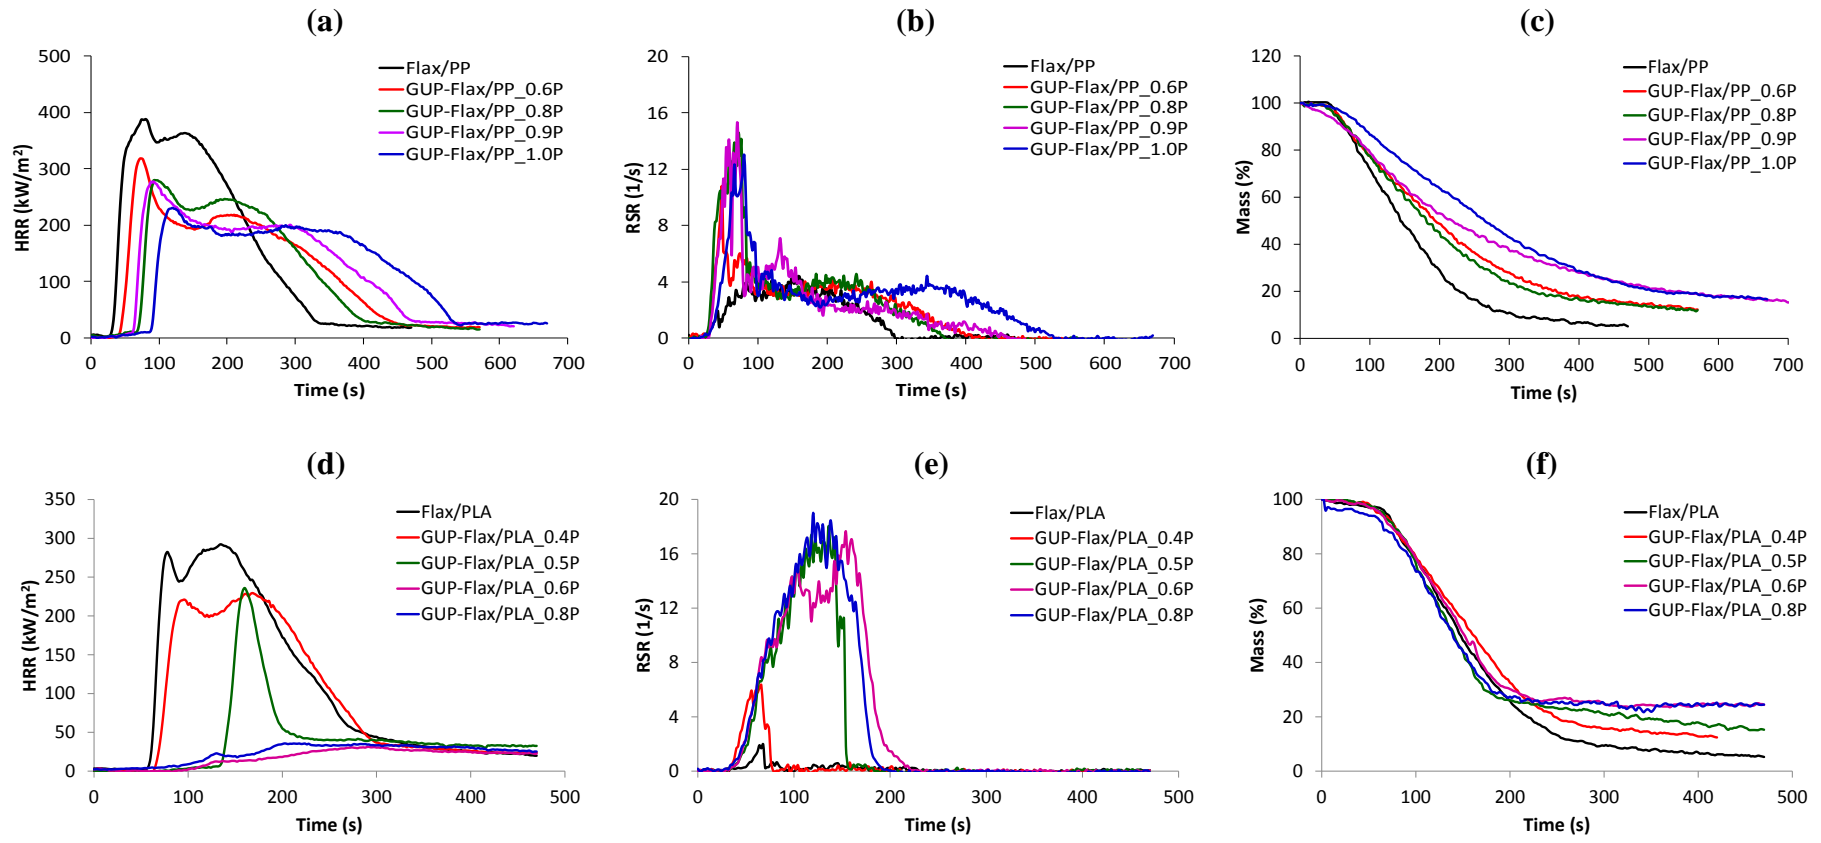 (a)
500
400
300
200
100
0
0 100 200 300 400 500 600 700
HRR (kW/m²)
Time (s)
Flax/PP
GUP-Flax/PP_0.6P
GUP-Flax/PP_0.8P
GUP-Flax/PP_0.9P
GUP-Flax/PP_1.0P
(b)
20
16
12
8
4
0
0 100 200 300 400 500 600 700
RSR (1/s)
Time (s)
Flax/PP
GUP-Flax/PP_0.6P
GUP-Flax/PP_0.8P
GUP-Flax/PP_0.9P
GUP-Flax/PP_1.0P
(c)
120
100
80
60
40
20
0
0 100 200 300 400 500 600 700
Mass (%)
Time (s)
Flax/PP
GUP-Flax/PP_0.6P
GUP-Flax/PP_0.8P
GUP-Flax/PP_0.9P
GUP-Flax/PP_1.0P
(d)
350
300
250
200
150
100
50
0
0 100 200 300 400 500
HRR (kW/m²)
Time (s)
Flax/PLA
GUP-Flax/PLA_0.4P
GUP-Flax/PLA_0.5P
GUP-Flax/PLA_0.6P
GUP-Flax/PLA_0.8P
(e)
20
16
12
8
4
0
0 100 200 300 400 500
RSR (1/s)
Time (s)
Flax/PLA
GUP-Flax/PLA_0.4P
GUP-Flax/PLA_0.5P
GUP-Flax/PLA_0.6P
GUP-Flax/PLA_0.8P
(f)
100
80
60
40
20
0
0 100 200 300 400 500
Mass (%)
Time (s)
Flax/PLA
GUP-Flax/PLA_0.4P
GUP-Flax/PLA_0.5P
GUP-Flax/PLA_0.6P
GUP-Flax/PLA_0.8P